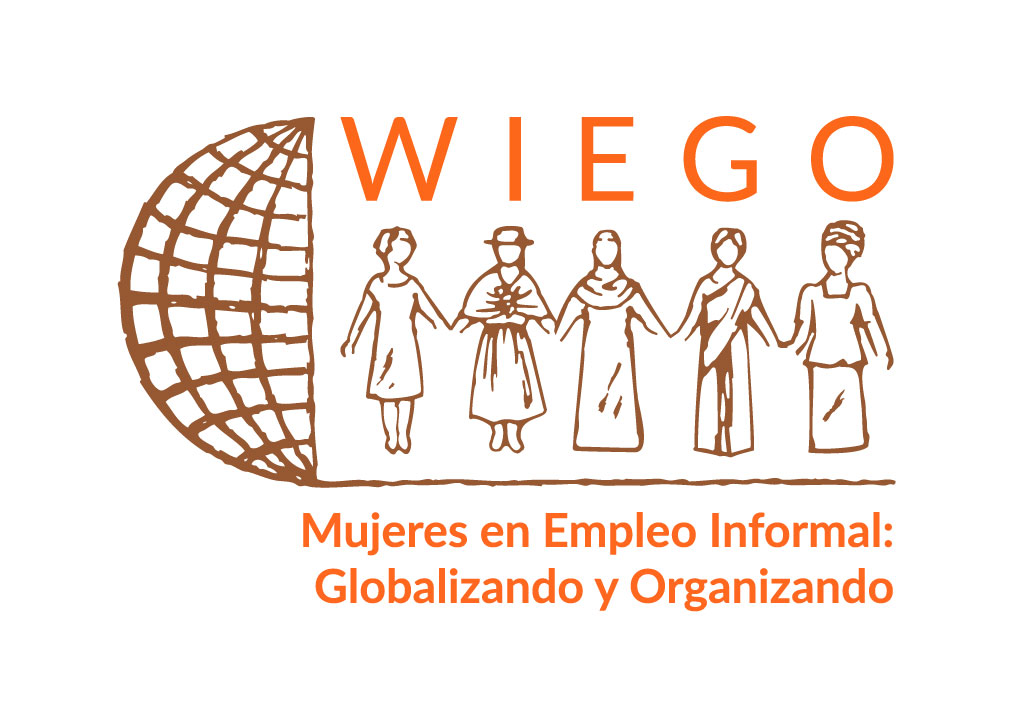 WIEGO
Mujeres en Empleo Informal:
Globalizando y Organizando